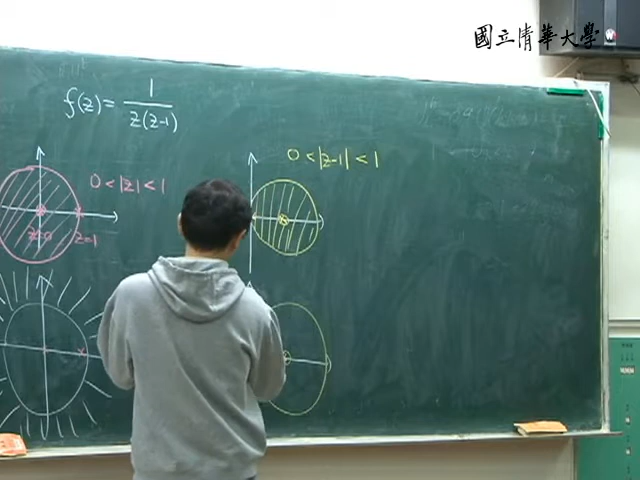 國立清華大學
f(z) = 1/(z(z-1))
0 < |z-1| < 1
0 < |z| < 1
z=0
z=1